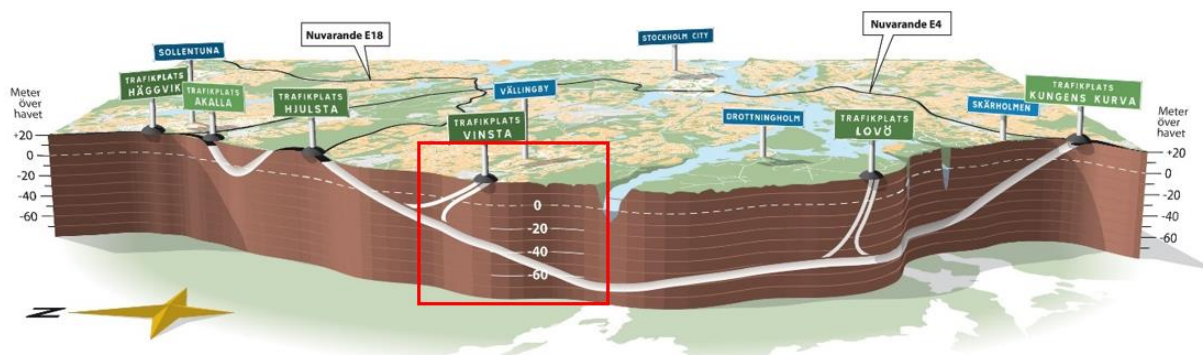 Nuvarande E18
STOCKHOLM CITY
Nuvarande E4
SOLLENTUNA
TRAFIKPLATS
HÄGGVIK
TRAFIKPLATS
AKALLA
TRAFIKPLATS
HJULSTA
VÄLLINGBY
TRAFIKPLATS
VINSTA
DROTTNINGHOLM
TRAFIKPLATS
LOVÖ
SKÄRHOLMEN
TRAFIKPLATS
KUNGENS KURVA
Meter
över
havet
+20
0
-20
-40
-60
0
-20
-40
-60
Meter
över
havet
+20
0
-20
-40
-60
N